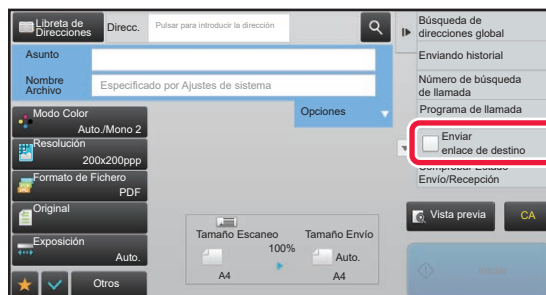 Libreta de
Direcciones
Direcc.
Pulsar para introducir la dirección
Asunto
Nombre
Archivo
Especificado por Ajustes de sistema
Opciones
Modo Color
Auto./Mono 2
Resolución
200x200ppp
Formato de Fichero
PDF
Original
Exposición
Auto.
Otros
Tamaño Escaneo
100%
A4
Tamaño Envío
Auto.
A4
Búsqueda de
direcciones global
Enviando historial
Número de búsqueda
de llamada
Programa de llamada
Enviar
enlace de destino
Comprobar Estado
Envío/Recepción
Vista previa
CA